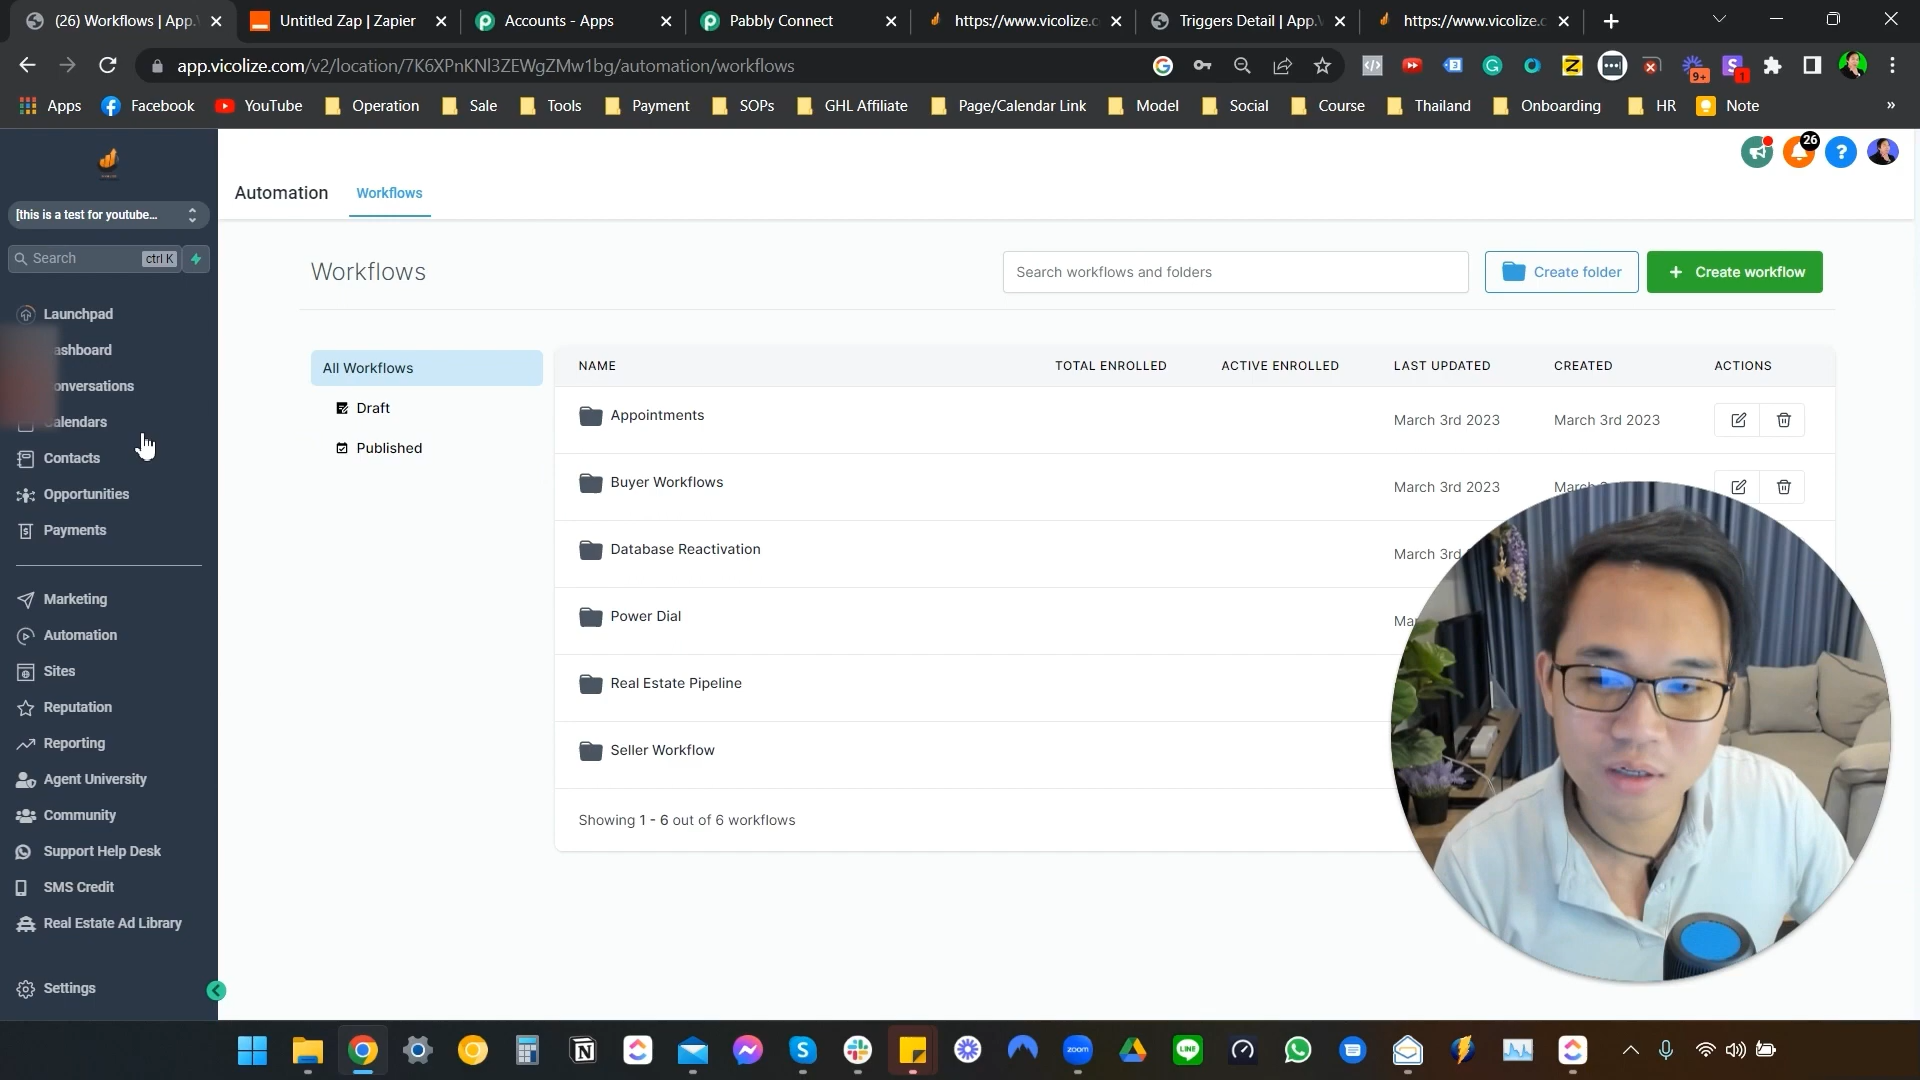 (26) Workflows | App.V
Untitled Zap | Zapier
Accounts - Apps
Pabbly Connect
https://www.vicolize.c
Triggers Detail | App.V
https://www.vicolize.c
app.vicolize.com/v2/location/7K6XPnKNl3ZEWgZMw1bg/automation/workflows
9+
1
Apps
Facebook
YouTube
Operation
Sale
Tools
Payment
SOPs
GHL Affiliate
Page/Calendar Link
Model
Social
Course
Thailand
Onboarding
HR
Note
»
26
Automation
Workflows
[this is a test for youtube...
Search
ctrl K
Launchpad
ashboard
onversations
alendars
Contacts
Opportunities
Payments
Marketing
Automation
Sites
Reputation
Reporting
Agent University
Community
Support Help Desk
SMS Credit
Real Estate Ad Library
Settings
Workflows
Search workflows and folders
Create folder
+ Create workflow
All Workflows
Draft
Published
NAME TOTAL ENROLLED ACTIVE ENROLLED LAST UPDATED CREATED ACTIONS
Appointments March 3rd 2023 March 3rd 2023
Buyer Workflows March 3rd 2023 March
Database Reactivation March 3rd
Power Dial Mar
Real Estate Pipeline
Seller Workflow
Showing 1 - 6 out of 6 workflows
zoom
LINE